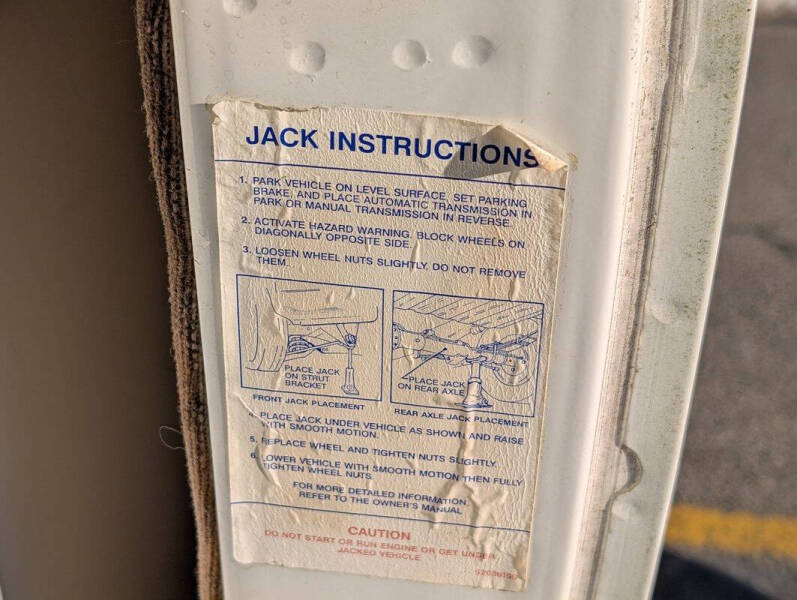 JACK INSTRUCTIONS
1. PARK VEHICLE ON LEVEL SURFACE, SET PARKING
BRAKE, AND PLACE AUTOMATIC TRANSMISSION IN
PARK OR MANUAL TRANSMISSION IN REVERSE.
2. ACTIVATE HAZARD WARNING. BLOCK WHEELS ON
DIAGONALLY OPPOSITE SIDE.
3. LOOSEN WHEEL NUTS SLIGHTLY. DO NOT REMOVE
THEM.
PLACE JACK
ON STRUT
BRACKET
FRONT JACK PLACEMENT
PLACE JACK
ON REAR AXLE
REAR AXLE JACK PLACEMENT
4. PLACE JACK UNDER VEHICLE AS SHOWN AND RAISE
WITH SMOOTH MOTION.
5. REPLACE WHEEL AND TIGHTEN NUTS SLIGHTLY.
6. LOWER VEHICLE WITH SMOOTH MOTION THEN FULLY
TIGHTEN WHEEL NUTS.
FOR MORE DETAILED INFORMATION,
REFER TO THE OWNER'S MANUAL
CAUTION
DO NOT START OR RUN ENGINE OR GET UNDER
JACKED VEHICLE